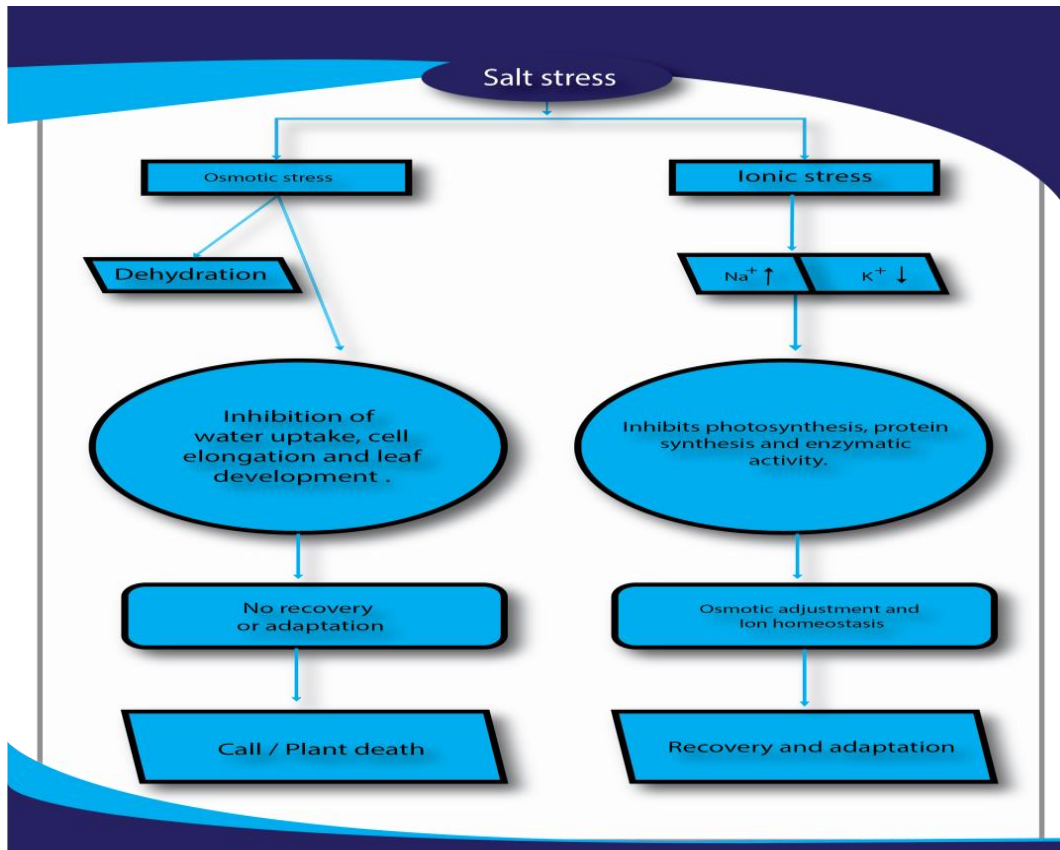 Salt stress
Osmotic stress
Ionic stress
Dehydration
Na+ ↑
K+ ↓
Inhibition of
water uptake, cell
elongation and leaf
development .
Inhibits photosynthesis, protein
synthesis and enzymatic
activity.
No recovery
or adaptation
Osmotic adjustment and
Ion homeostasis
Call / Plant death
Recovery and adaptation